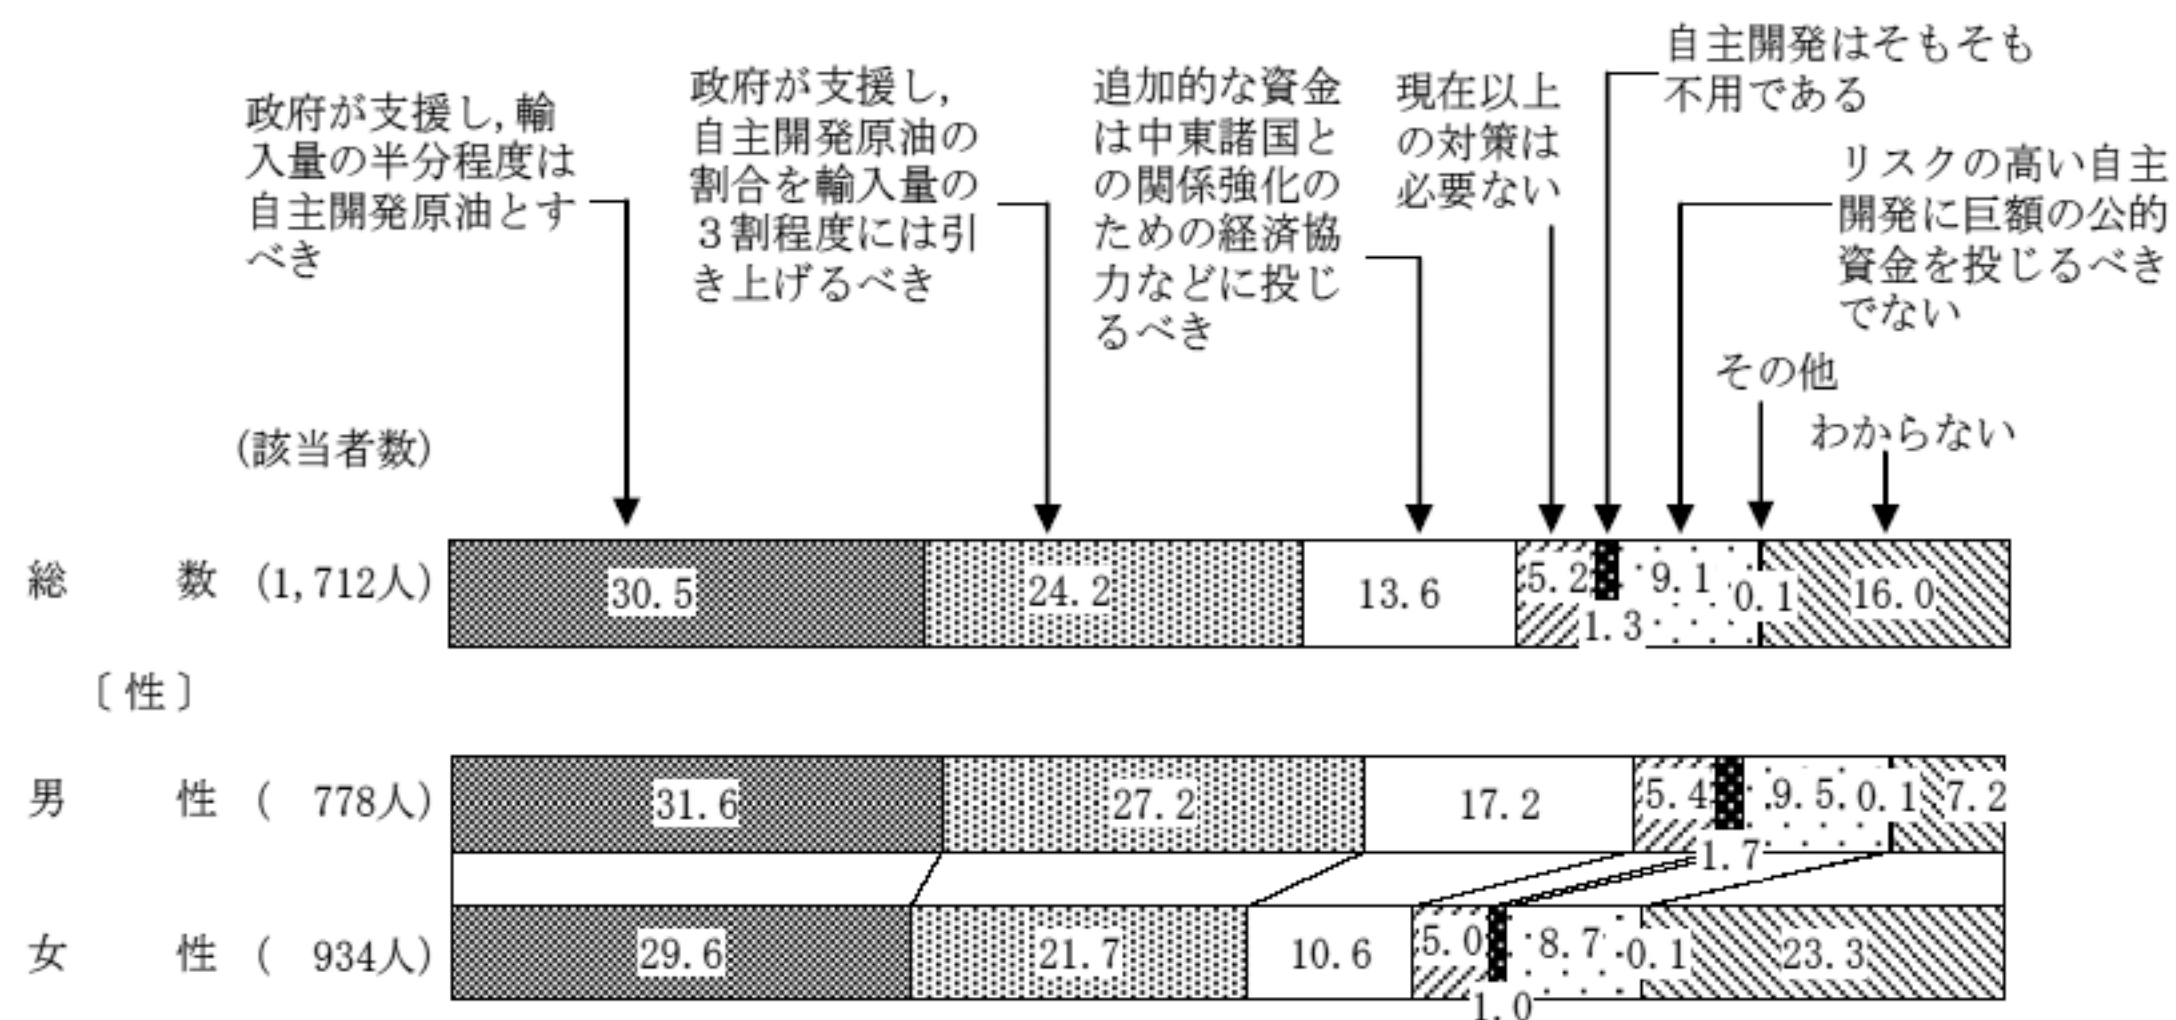 自主開発はそもそも
不用である
政府が支援し,輸
入量の半分程度は
自主開発原油とす
べき
政府が支援し,
自主開発原油の
割合を輸入量の
３割程度には引
き上げるべき
追加的な資金
は中東諸国と
の関係強化の
ための経済協
力などに投じ
るべき
現在以上
の対策は
必要ない
リスクの高い自主
開発に巨額の公的
資金を投じるべき
でない
その他
わからない
(該当者数)
総 数 (1,712人) 30.5 24.2 13.6 5.2 1.3 9.1 0.1 16.0
〔性〕
男 性 ( 778人) 31.6 27.2 17.2 5.4 1.7 9.5 0.1 7.2
女 性 ( 934人) 29.6 21.7 10.6 5.0 1.0 8.7 0.1 23.3